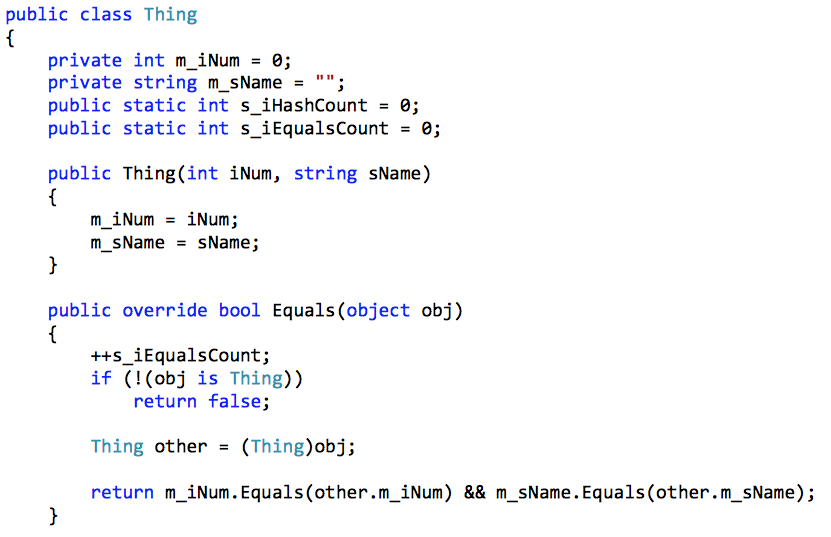 public class Thing
{
    private int m_iNum = 0;
    private string m_sName = "";
    public static int s_iHashCount = 0;
    public static int s_iEqualsCount = 0;

    public Thing(int iNum, string sName)
    {
        m_iNum = iNum;
        m_sName = sName;
    }

    public override bool Equals(object obj)
    {
        ++s_iEqualsCount;
        if (!(obj is Thing))
            return false;

        Thing other = (Thing)obj;

        return m_iNum.Equals(other.m_iNum) && m_sName.Equals(other.m_sName);
    }